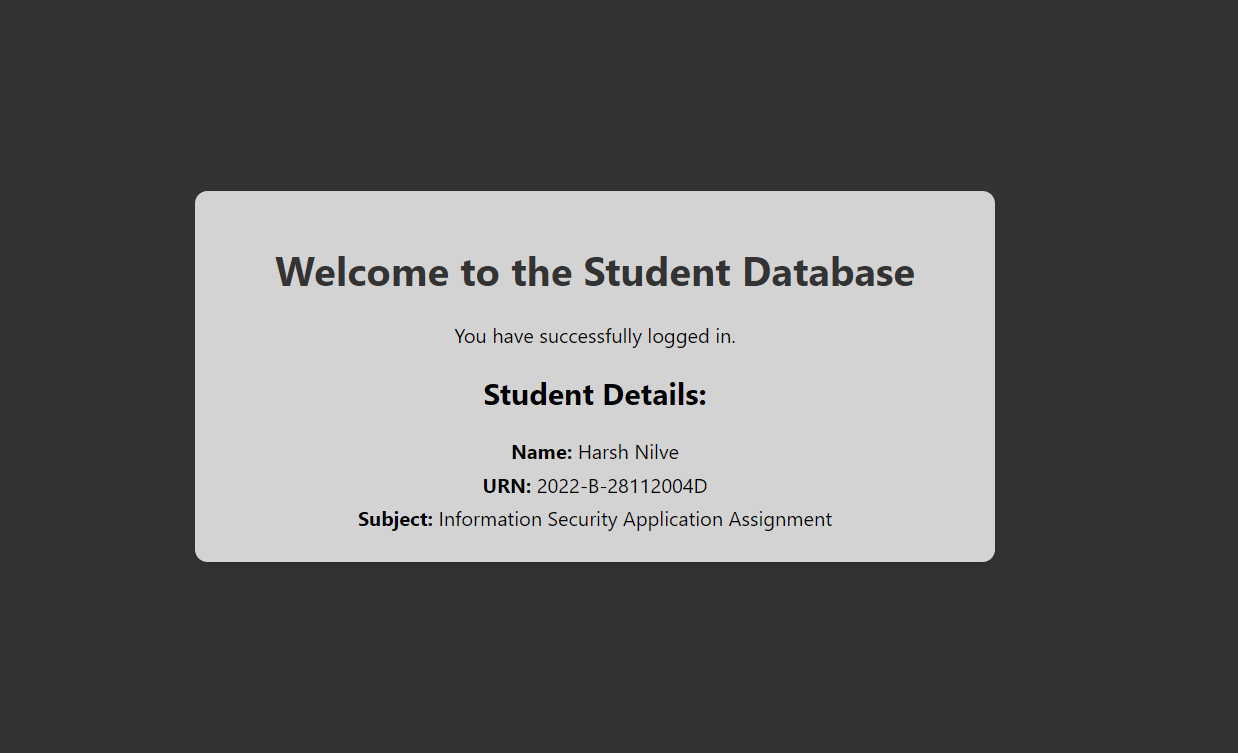 Welcome to the Student Database
You have successfully logged in.
Student Details:
Name: Harsh Nilve
URN: 2022-B-28112004D
Subject: Information Security Application Assignment